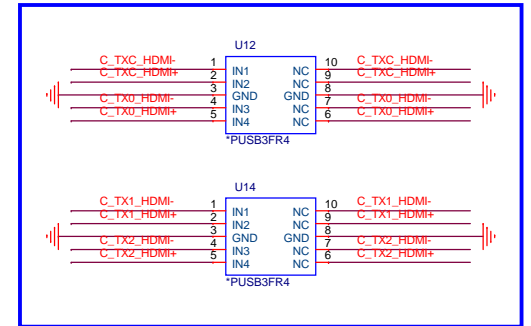 U12
C_TXC_HDMI- 1 IN1 NC 10 C_TXC_HDMI-
C_TXC_HDMI+ 2 IN2 NC 9 C_TXC_HDMI+
3 GND GND 8
C_TX0_HDMI- 4 IN3 NC 7 C_TX0_HDMI-
C_TX0_HDMI+ 5 IN4 NC 6 C_TX0_HDMI+
*PUSB3FR4
U14
C_TX1_HDMI- 1 IN1 NC 10 C_TX1_HDMI-
C_TX1_HDMI+ 2 IN2 NC 9 C_TX1_HDMI+
3 GND GND 8
C_TX2_HDMI- 4 IN3 NC 7 C_TX2_HDMI-
C_TX2_HDMI+ 5 IN4 NC 6 C_TX2_HDMI+
*PUSB3FR4